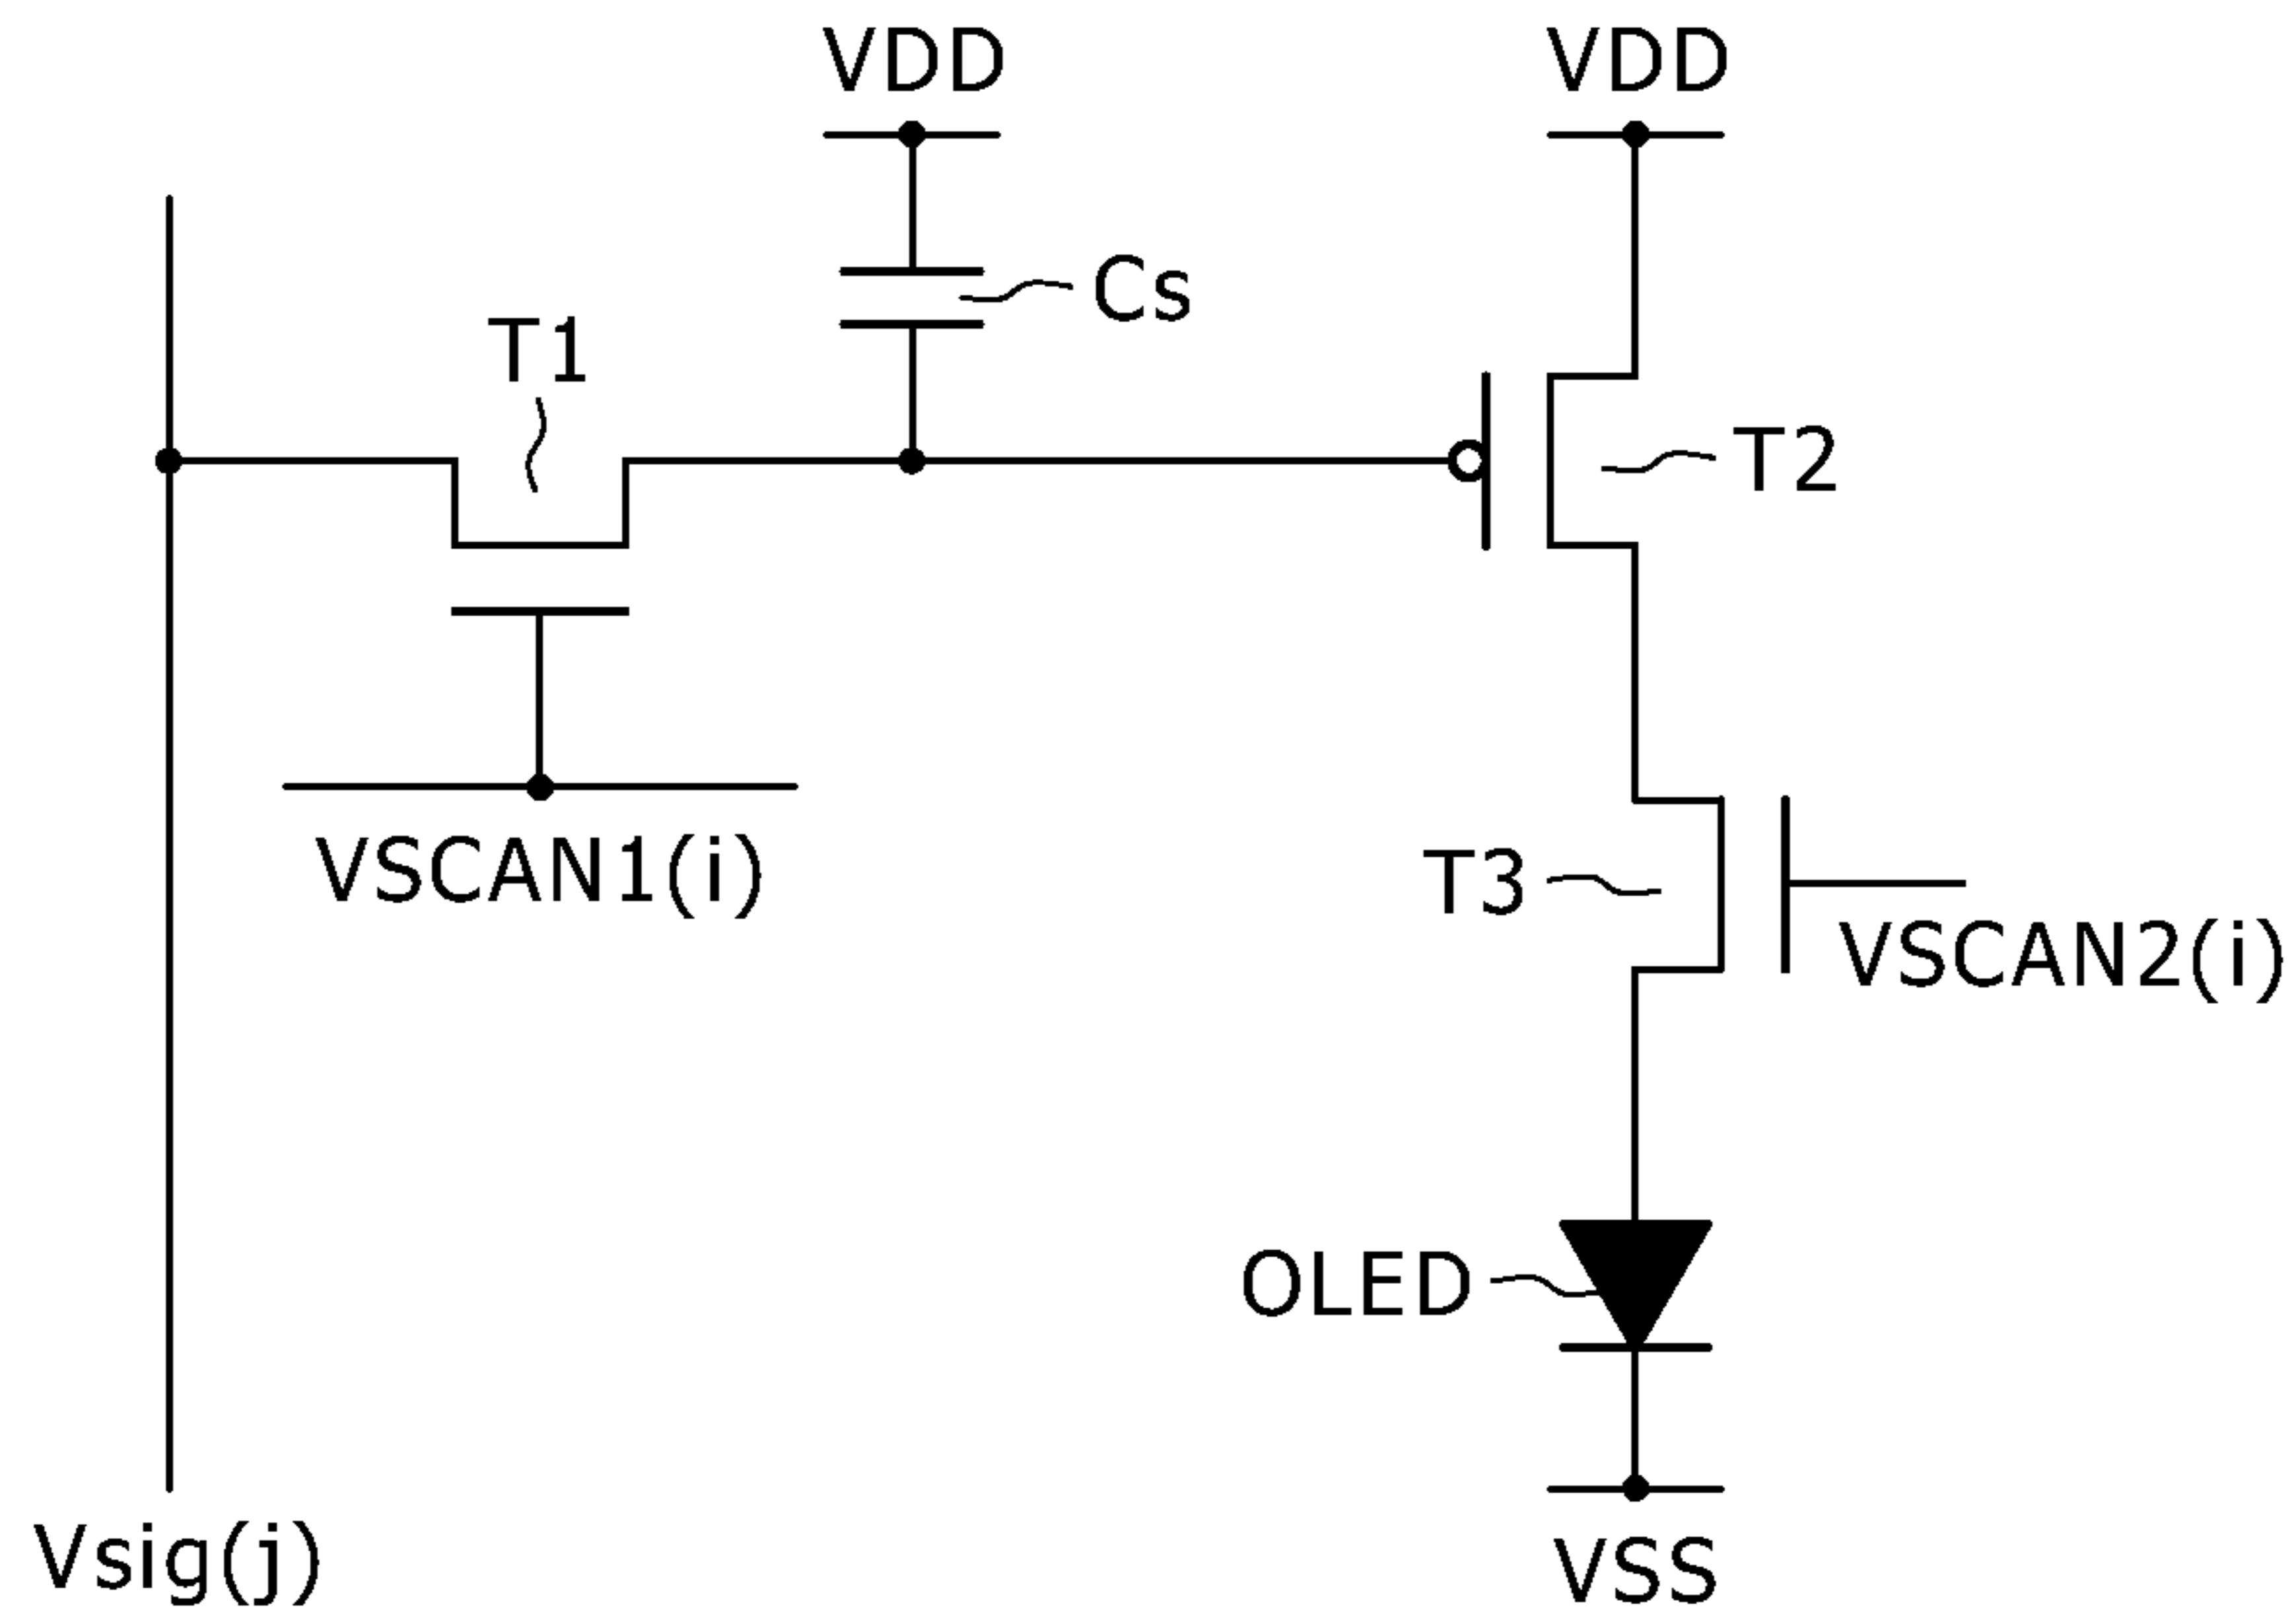 VDD
VDD
Cs
T1
T2
VSCAN1(i)
T3
VSCAN2(i)
OLED
Vsig(j)
VSS